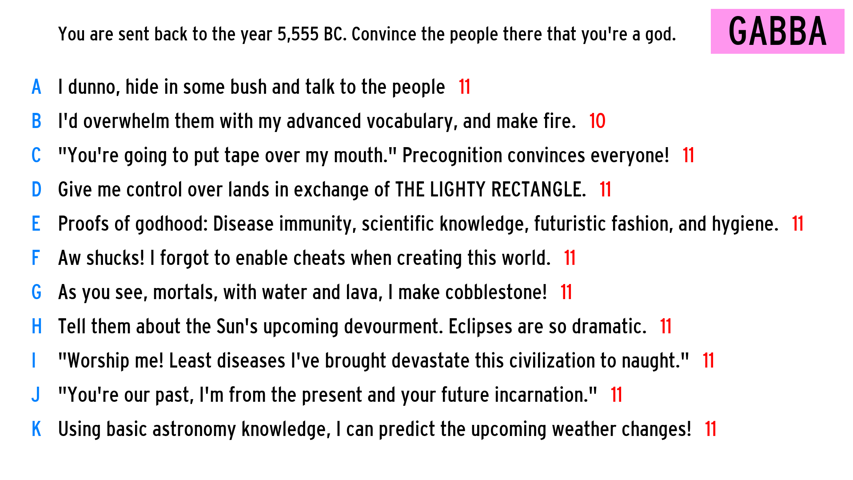 You are sent back to the year 5,555 BC. Convince the people there that you're a god.
GABBA
A I dunno, hide in some bush and talk to the people 11
B I'd overwhelm them with my advanced vocabulary, and make fire. 10
C "You're going to put tape over my mouth." Precognition convinces everyone! 11
D Give me control over lands in exchange of THE LIGHTY RECTANGLE. 11
E Proofs of godhood: Disease immunity, scientific knowledge, futuristic fashion, and hygiene. 11
F Aw shucks! I forgot to enable cheats when creating this world. 11
G As you see, mortals, with water and lava, I make cobblestone! 11
H Tell them about the Sun's upcoming devourment. Eclipses are so dramatic. 11
I "Worship me! Least diseases I've brought devastate this civilization to naught." 11
J "You're our past, I'm from the present and your future incarnation." 11
K Using basic astronomy knowledge, I can predict the upcoming weather changes! 11